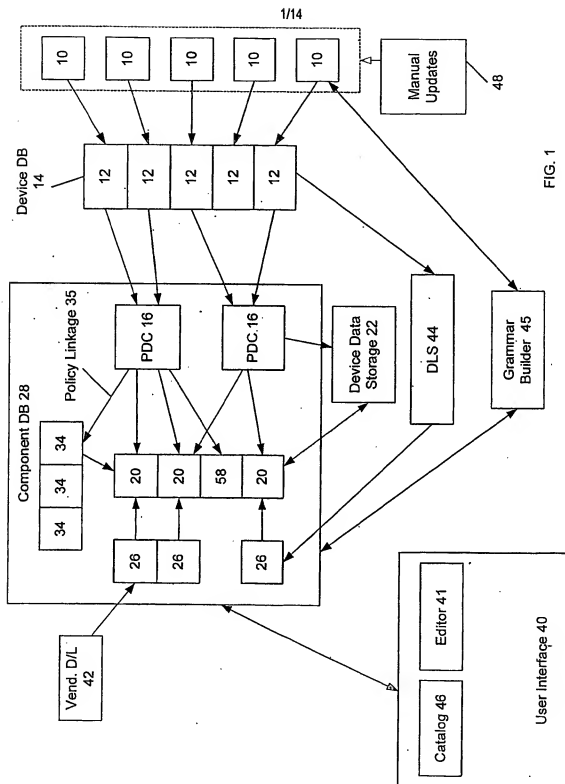 1/14
10
10
10
10
10
Manual
Updates
48
Device DB
14
12
12
12
12
12
FIG. 1
Component DB 28
Policy Linkage 35
PDC 16
PDC 16
34
34
34
20
20
58
20
26
26
26
Vend. D/L
42
Device Data
Storage 22
DLS 44
Grammar
Builder 45
Catalog 46
Editor 41
User Interface 40